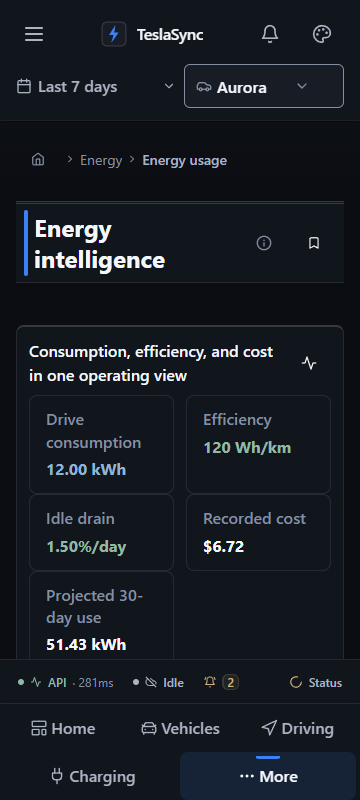 TeslaSync
Last 7 days
Aurora
Energy
Energy usage
Energy
intelligence
Consumption, efficiency, and cost
in one operating view
Drive
consumption
12.00 kWh
Efficiency
120 Wh/km
Idle drain
1.50%/day
Recorded cost
$6.72
Projected 30-
day use
51.43 kWh
API · 281ms
Idle
2
Status
Home
Vehicles
Driving
Charging
More